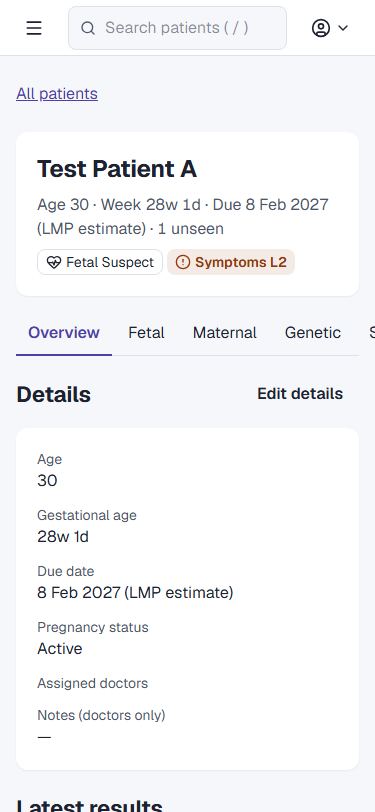 Search patients ( / )
All patients
Test Patient A
Age 30 · Week 28w 1d · Due 8 Feb 2027
(LMP estimate) · 1 unseen
Fetal Suspect
Symptoms L2
Overview
Fetal
Maternal
Genetic
Details
Edit details
Age
30
Gestational age
28w 1d
Due date
8 Feb 2027 (LMP estimate)
Pregnancy status
Active
Assigned doctors
Notes (doctors only)
—
Latest results